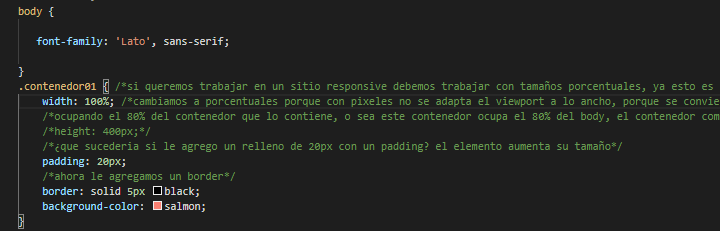 body {
font-family: 'Lato', sans-serif;
}
.contenedor01 { /*si queremos trabajar en un sitio responsive debemos trabajar con tamaños porcentuales, ya esto es
width: 100%; /*cambiamos a porcentuales porque con pixeles no se adapta el viewport a lo ancho, porque se convie
/*ocupando el 80% del contenedor que lo contiene, o sea este contenedor ocupa el 80% del body, el contenedor com
/*height: 400px;*/
/*¿que sucederia si le agrego un relleno de 20px con un padding? el elemento aumenta su tamaño*/
padding: 20px;
/*ahora le agregamos un border*/
border: solid 5px black;
background-color: salmon;
}